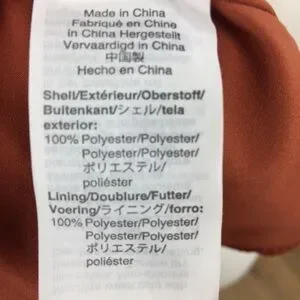 Made in China
Fabriqué en Chine
in China Hergestellt
Vervaardigd in China
中国製
Hecho en China
Shell/Extérieur/Oberstoff/
Buitenkant/シェル/tela
exterior:
100% Polyester/Polyester/
Polyester/Polyester/
ポリエステル/
poliéster
Lining/Doublure/Futter/
Voering/ライニング/forro:
100% Polyester/Polyester/
Polyester/Polyester/
ポリエステル/
poliéster